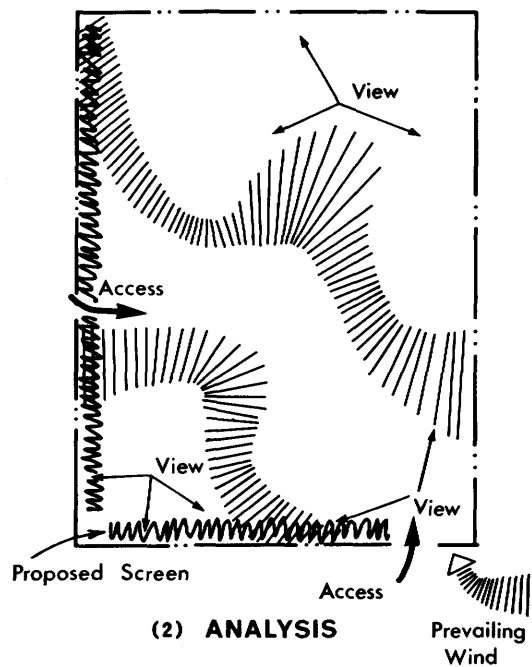 View
Access
View
View
Proposed Screen
Access
(2) ANALYSIS
Prevailing
Wind